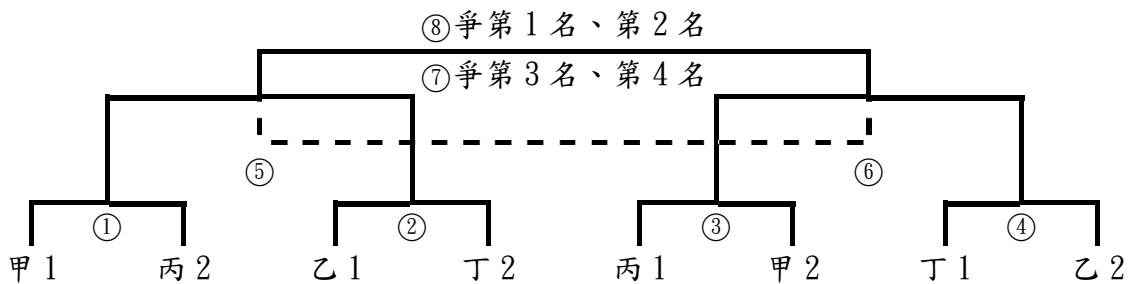 ⑧爭第1名、第2名
⑦爭第3名、第4名
⑤ ⑥
① ② ③ ④
甲1 丙2 乙1 丁2 丙1 甲2 丁1 乙2